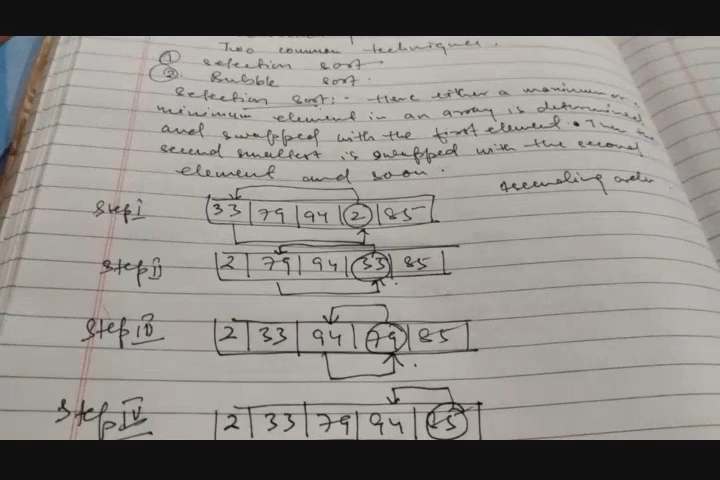 Two common techniques.
① Selection sort
② Bubble sort.
Selection sort:- Here either a maximum or
minimum element in an array is determined
and swapped with the first element. Then
second smallest is swapped with the second
element and soon.
Ascending order
Step I 33 | 79 | 94 | 2 | 85
Step II 2 | 79 | 94 | 33 | 85
Step III 2 | 33 | 94 | 79 | 85
Step IV 2 | 33 | 79 | 94 | 85